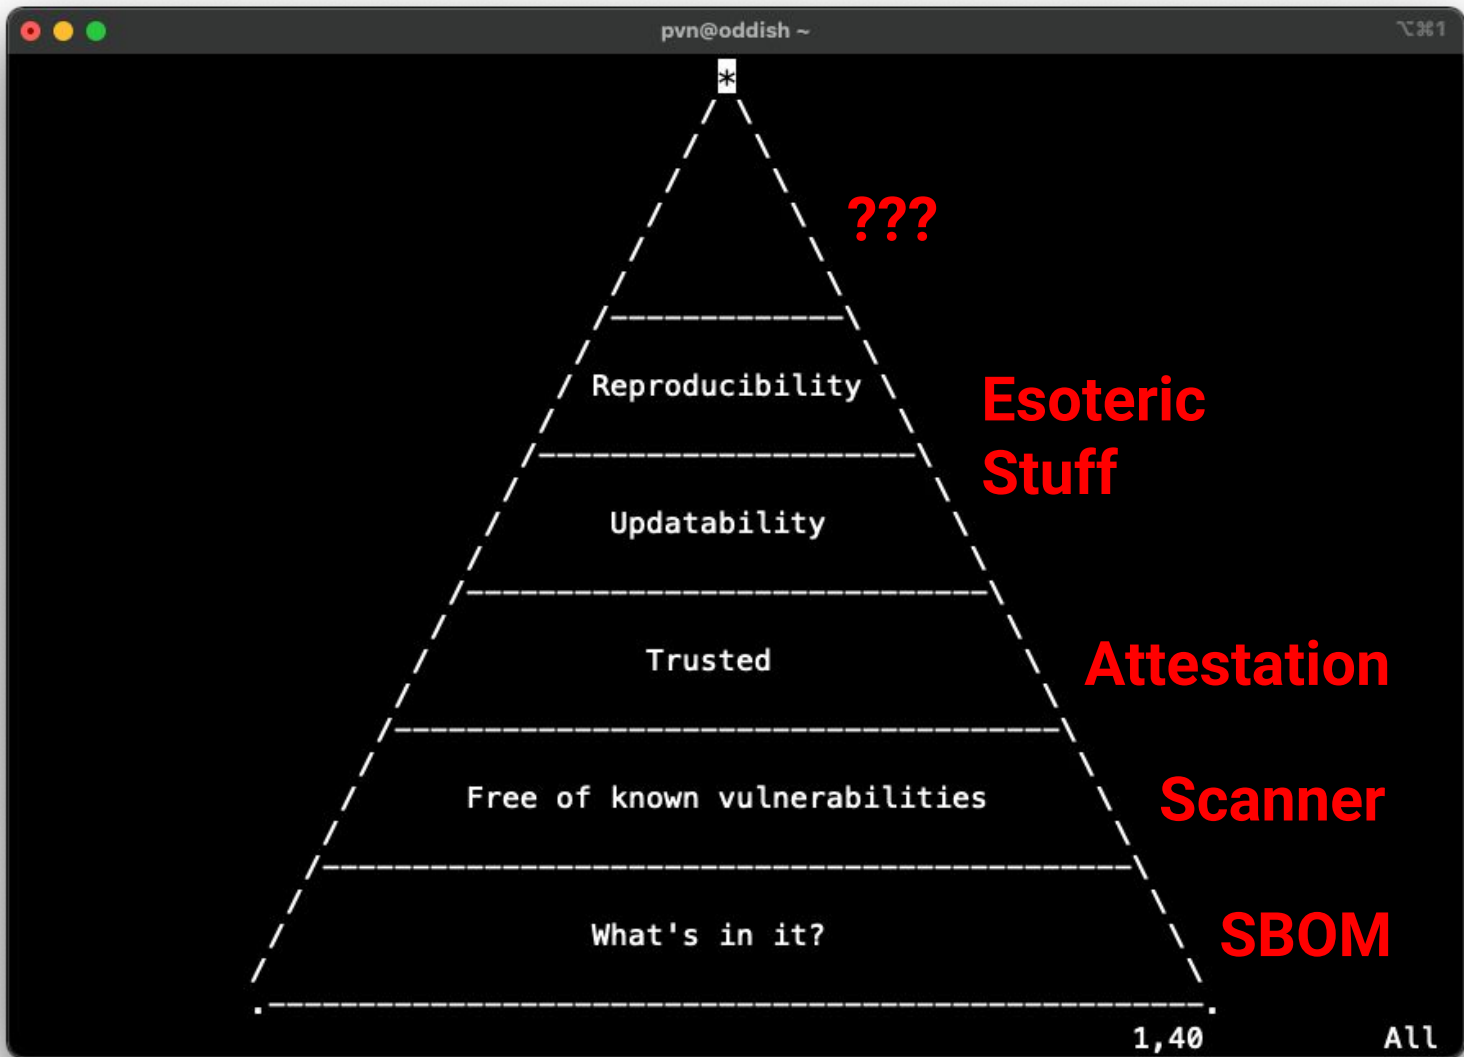 pvn@oddish ~
⌥⌘1
*
???
Reproducibility
Esoteric
Stuff
Updatability
Trusted
Attestation
Free of known vulnerabilities
Scanner
What's in it?
SBOM
1,40 All